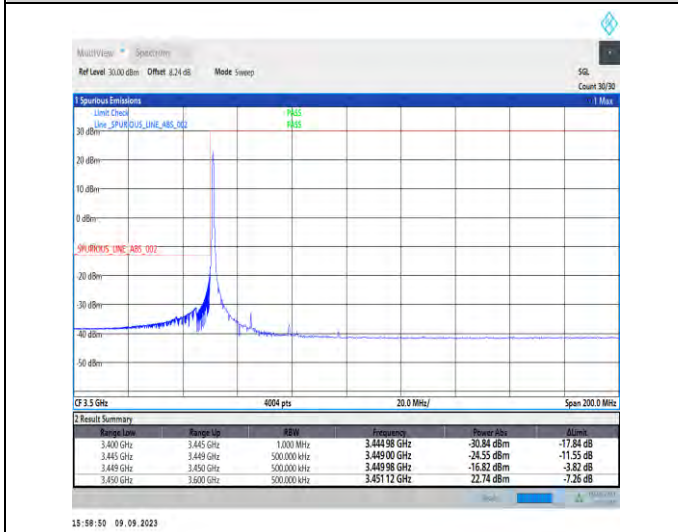 MultiView Spectrum
Ref Level 30.00 dBm Offset 8.24 dB Mode Sweep SGL
Count 30/30
1 Spurious Emissions 1 Max
Limit Check PASS
Line _SPURIOUS_LINE_ABS_002 PASS
30 dBm
20 dBm
10 dBm
0 dBm
_SPURIOUS_LINE_ABS_002
-20 dBm
-30 dBm
-40 dBm
-50 dBm
CF 3.5 GHz 4004 pts 20.0 MHz/ Span 200.0 MHz
2 Result Summary
Range Low Range Up RBW Frequency Power Abs ΔLimit
3.400 GHz 3.445 GHz 1.000 MHz 3.444 98 GHz -30.84 dBm -17.84 dB
3.445 GHz 3.449 GHz 500.000 kHz 3.449 00 GHz -24.55 dBm -11.55 dB
3.449 GHz 3.450 GHz 500.000 kHz 3.449 98 GHz -16.82 dBm -3.82 dB
3.450 GHz 3.600 GHz 500.000 kHz 3.451 12 GHz 22.74 dBm -7.26 dB
15:58:50 09.09.2023